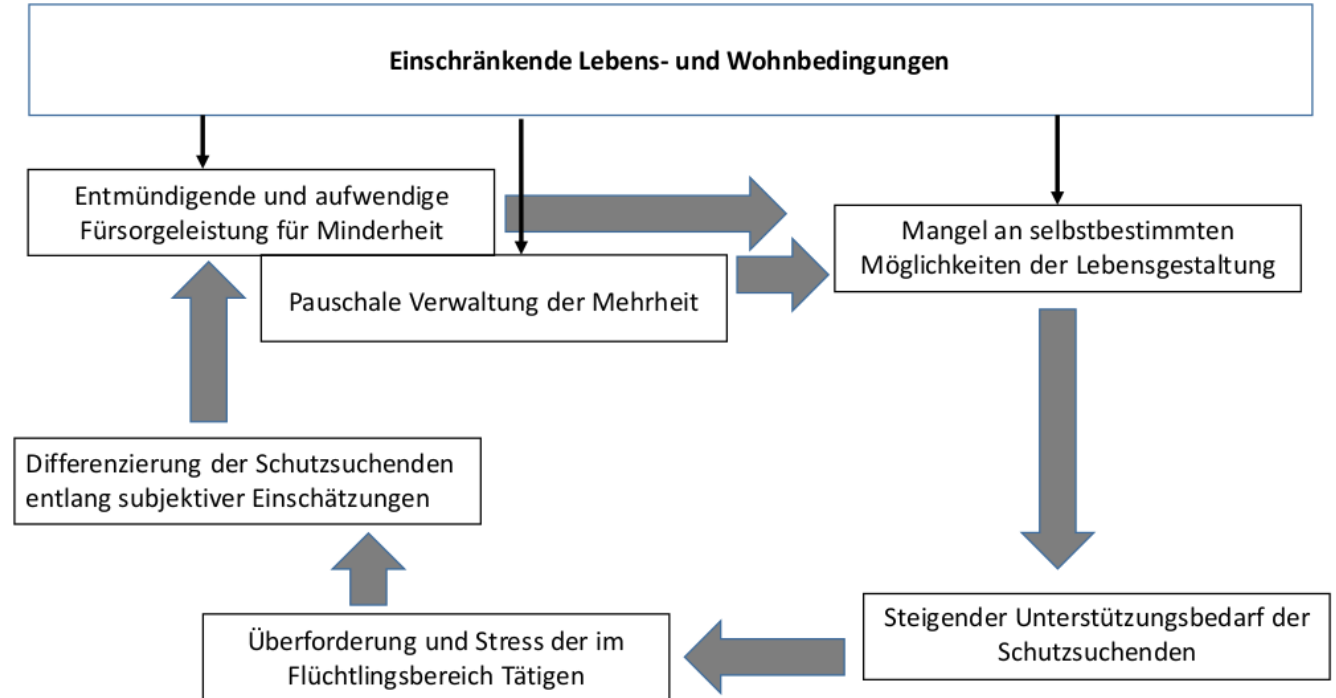 Einschränkende Lebens- und Wohnbedingungen
Entmündigende und aufwendige
Fürsorgeleistung für Minderheit
Pauschale Verwaltung der Mehrheit
Mangel an selbstbestimmten
Möglichkeiten der Lebensgestaltung
Differenzierung der Schutzsuchenden
entlang subjektiver Einschätzungen
Überforderung und Stress der im
Flüchtlingsbereich Tätigen
Steigender Unterstützungsbedarf der
Schutzsuchenden